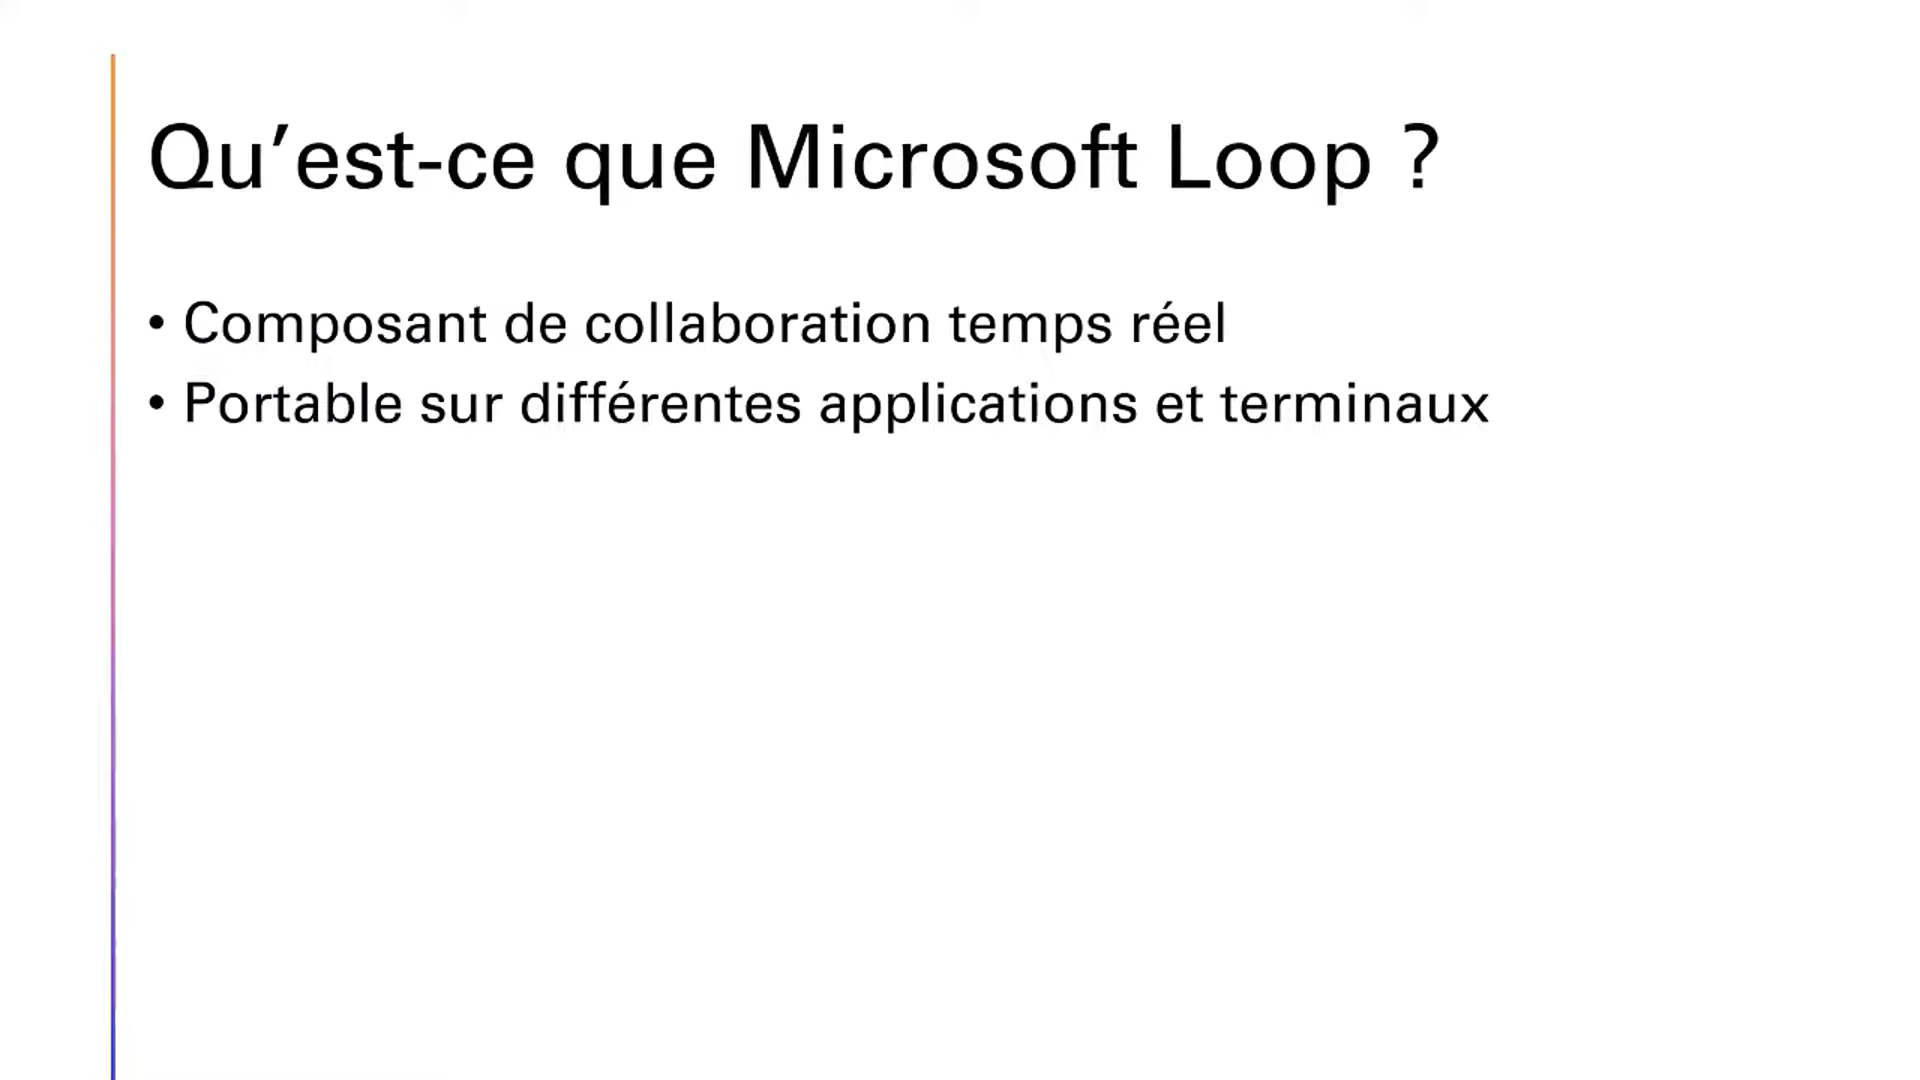 Qu’est-ce que Microsoft Loop ?
• Composant de collaboration temps réel
• Portable sur différentes applications et terminaux